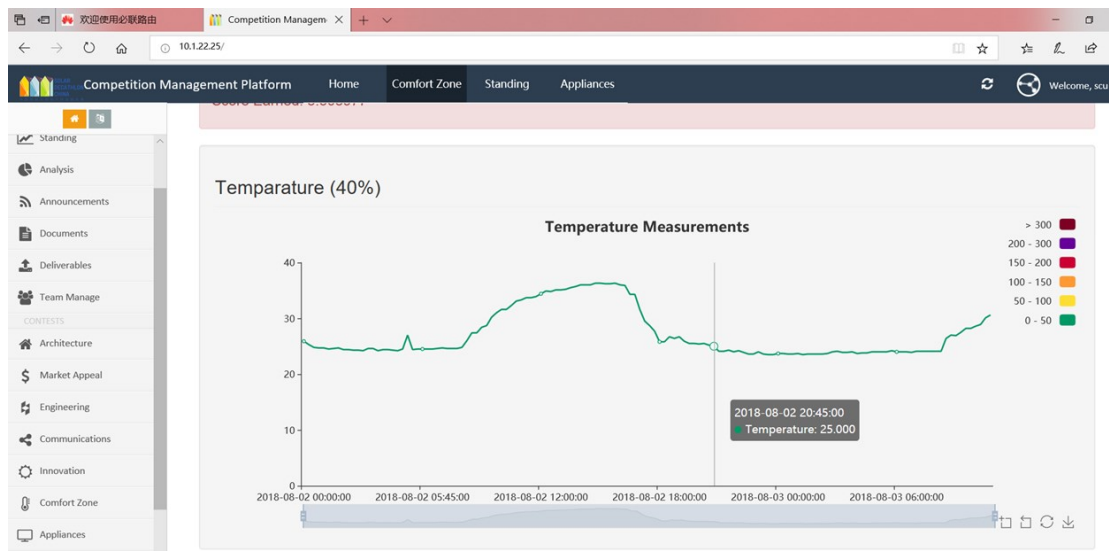 欢迎使用必联路由
Competition Managem
10.1.22.25/
Competition Management Platform
Home
Comfort Zone
Standing
Appliances
Welcome, scu
Standing
Analysis
Announcements
Documents
Deliverables
Team Manage
CONTESTS
Architecture
Market Appeal
Engineering
Communications
Innovation
Comfort Zone
Appliances
Temparature (40%)
Temperature Measurements
> 300
200 - 300
150 - 200
100 - 150
50 - 100
0 - 50
40
30
20
10
0
2018-08-02 20:45:00
Temperature: 25.000
2018-08-02 00:00:00
2018-08-02 05:45:00
2018-08-02 12:00:00
2018-08-02 18:00:00
2018-08-03 00:00:00
2018-08-03 06:00:00